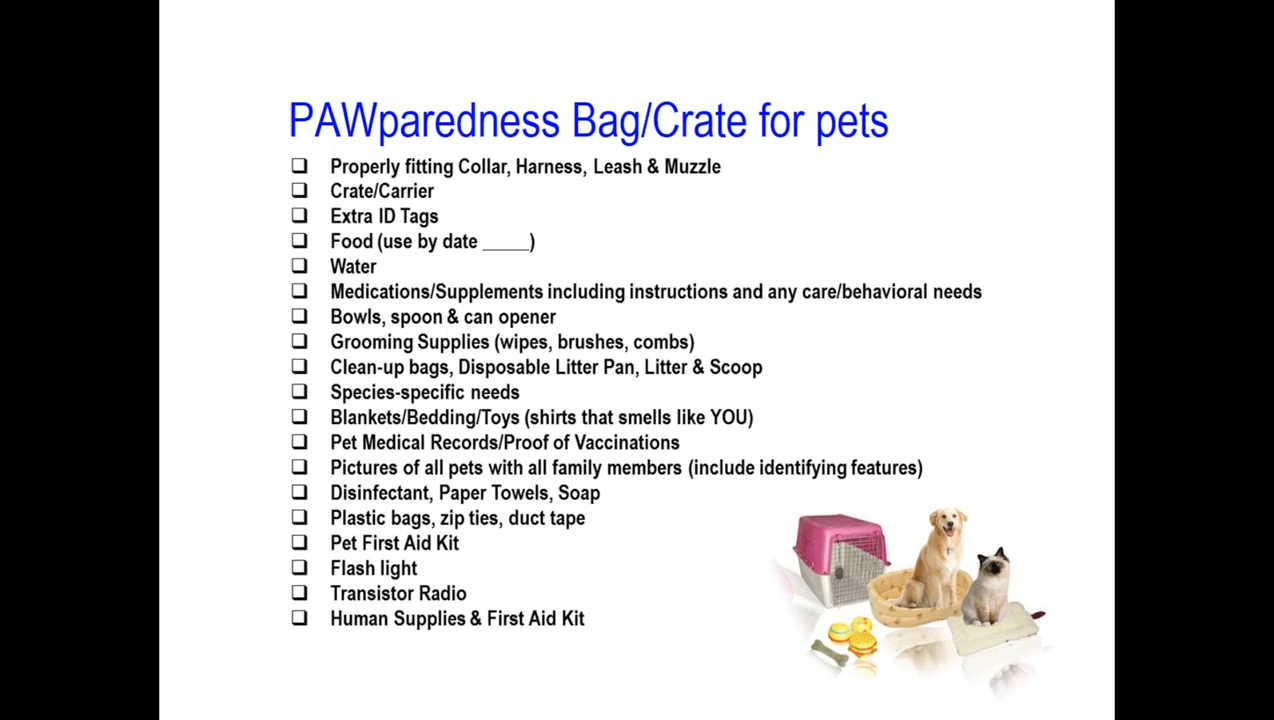 PAWparedness Bag/Crate for pets
❑ Properly fitting Collar, Harness, Leash & Muzzle
❑ Crate/Carrier
❑ Extra ID Tags
❑ Food (use by date _____)
❑ Water
❑ Medications/Supplements including instructions and any care/behavioral needs
❑ Bowls, spoon & can opener
❑ Grooming Supplies (wipes, brushes, combs)
❑ Clean-up bags, Disposable Litter Pan, Litter & Scoop
❑ Species-specific needs
❑ Blankets/Bedding/Toys (shirts that smells like YOU)
❑ Pet Medical Records/Proof of Vaccinations
❑ Pictures of all pets with all family members (include identifying features)
❑ Disinfectant, Paper Towels, Soap
❑ Plastic bags, zip ties, duct tape
❑ Pet First Aid Kit
❑ Flash light
❑ Transistor Radio
❑ Human Supplies & First Aid Kit